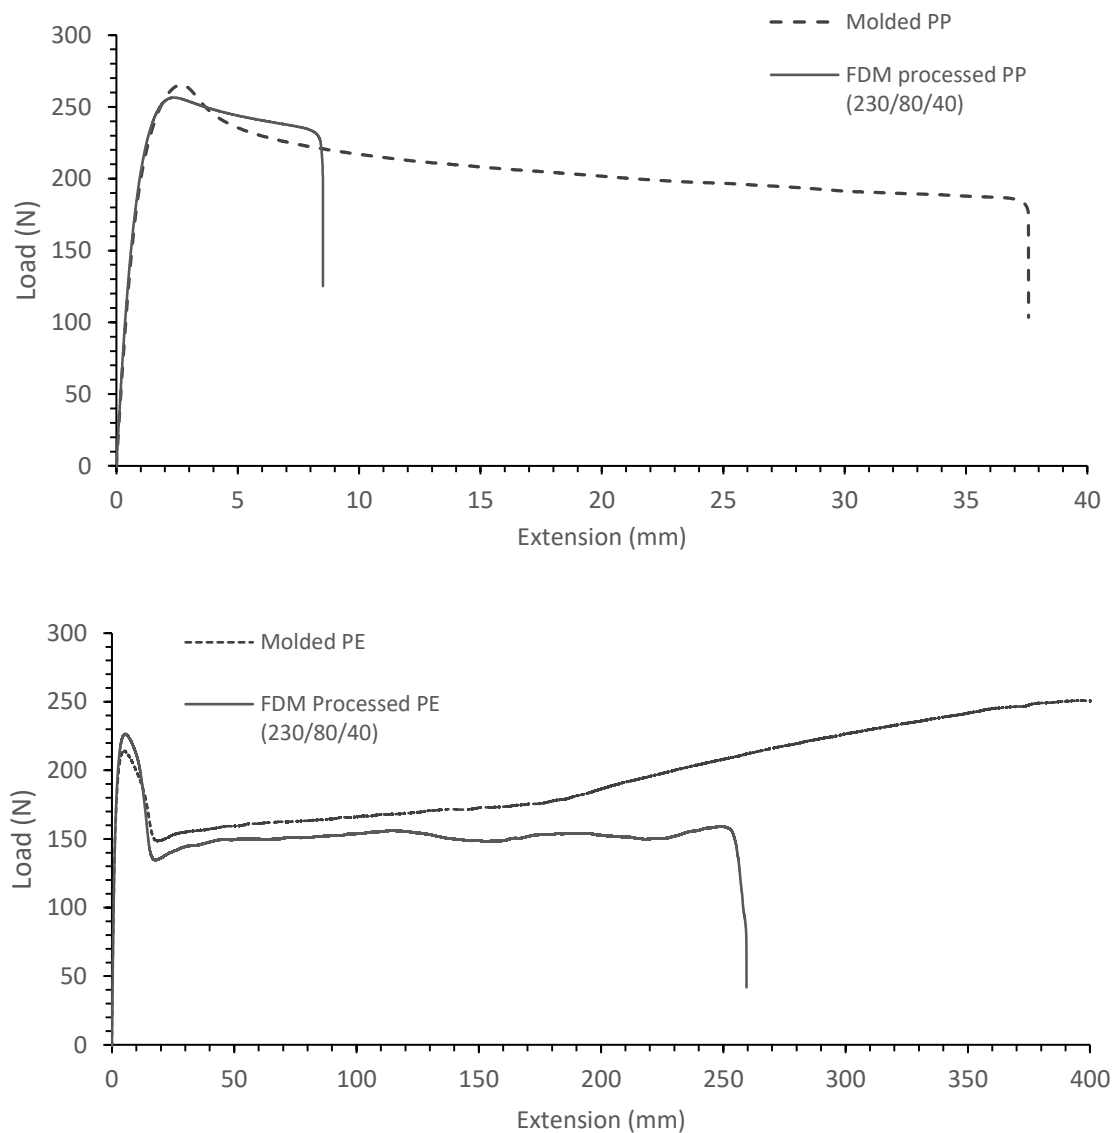 Molded PP
FDM processed PP
(230/80/40)
300
250
200
150
100
50
0
Load (N)
0 5 10 15 20 25 30 35 40
Extension (mm)
Molded PE
FDM Processed PE
(230/80/40)
300
250
200
150
100
50
0
Load (N)
0 50 100 150 200 250 300 350 400
Extension (mm)